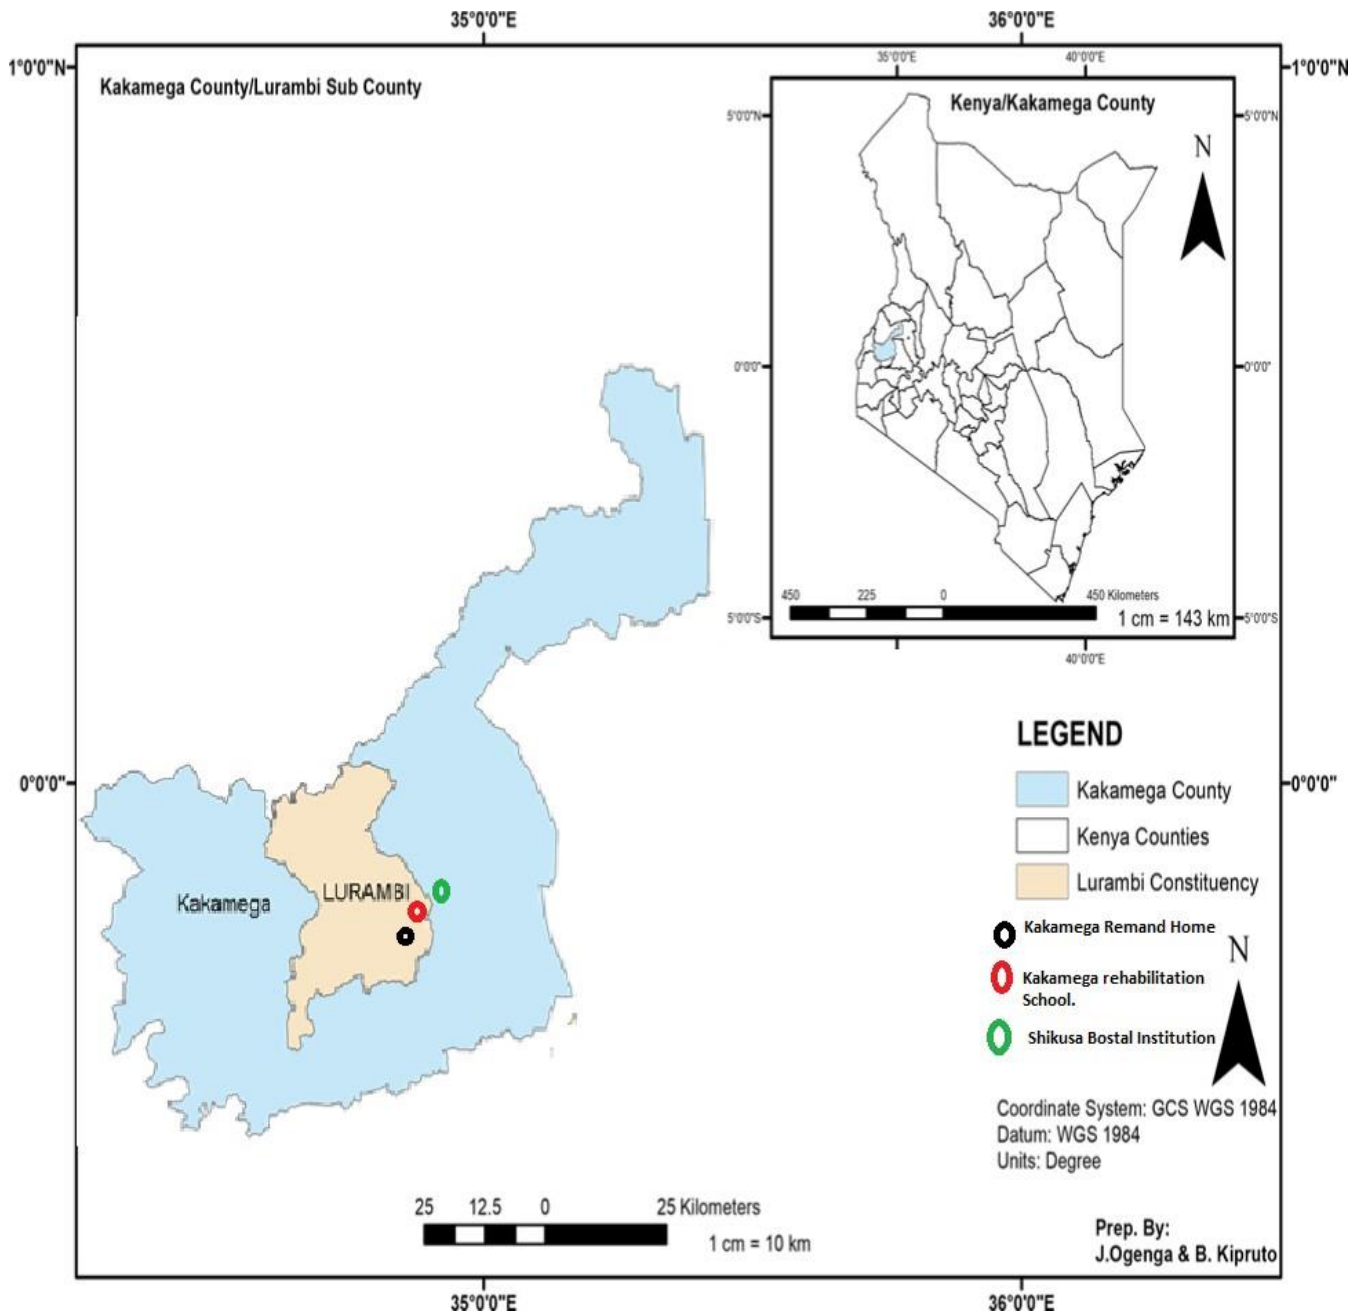 35°0'0"E 36°0'0"E
1°0'0"N 1°0'0"N
Kakamega County/Lurambi Sub County
35°0'0"E 40°0'0"E
Kenya/Kakamega County
5°0'0"N 5°0'0"N
N
0°0'0" 0°0'0"
450 225 0 450 Kilometers
1 cm = 143 km
5°0'0"S 5°0'0"S
40°0'0"E
LEGEND
0°0'0" 0°0'0"
Kakamega County
Kenya Counties
Lurambi Constituency
Kakamega
LURAMBI
Kakamega Remand Home
N
Kakamega rehabilitation
School.
Shikusa Bostal Institution
Coordinate System: GCS WGS 1984
Datum: WGS 1984
Units: Degree
25 12.5 0 25 Kilometers
1 cm = 10 km
Prep. By:
J.Ogenga & B. Kipruto
35°0'0"E 36°0'0"E